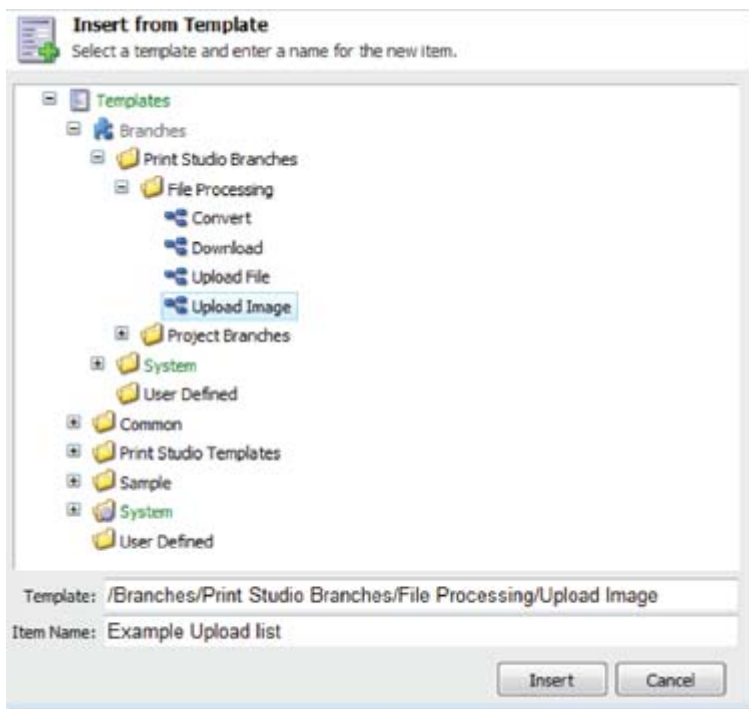 Insert from Template
Select a template and enter a name for the new item.
Templates
Branches
Print Studio Branches
File Processing
Convert
Download
Upload File
Upload Image
Project Branches
System
User Defined
Common
Print Studio Templates
Sample
System
User Defined
Template: /Branches/Print Studio Branches/File Processing/Upload Image
Item Name: Example Upload list
Insert Cancel